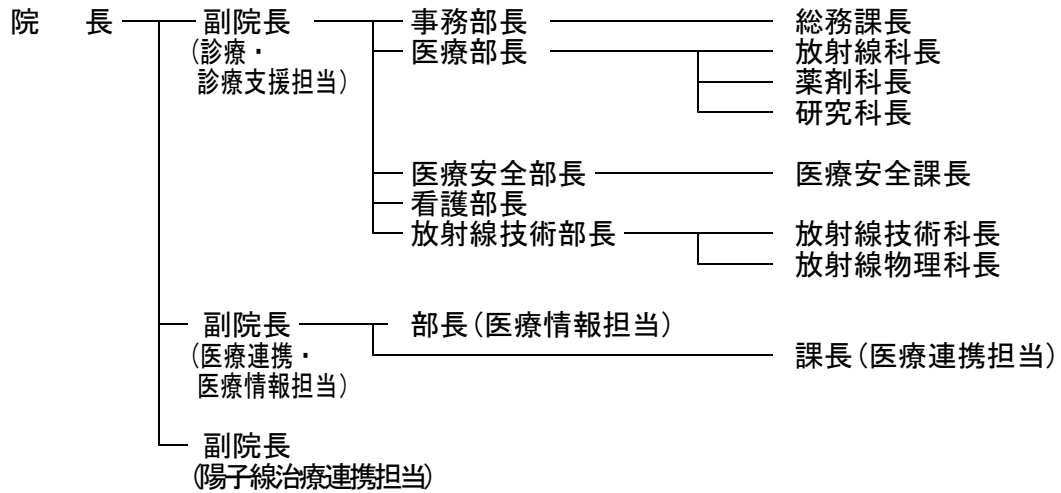 院　長 副院長 事務部長 総務課長
(診療・ 医療部長 放射線科長
診療支援担当) 薬剤科長
研究科長
医療安全部長 医療安全課長
看護部長
放射線技術部長 放射線技術科長
放射線物理科長
副院長 部長(医療情報担当)
(医療連携・ 課長(医療連携担当)
医療情報担当)
副院長
(陽子線治療連携担当)